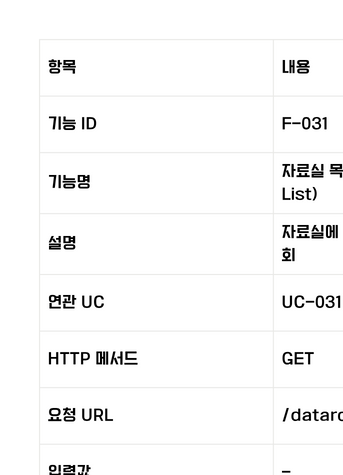 항목 내용
기능 ID F-031
기능명 자료실 목
List)
설명 자료실에
회
연관 UC UC-031
HTTP 메서드 GET
요청 URL /datar
입력값 -